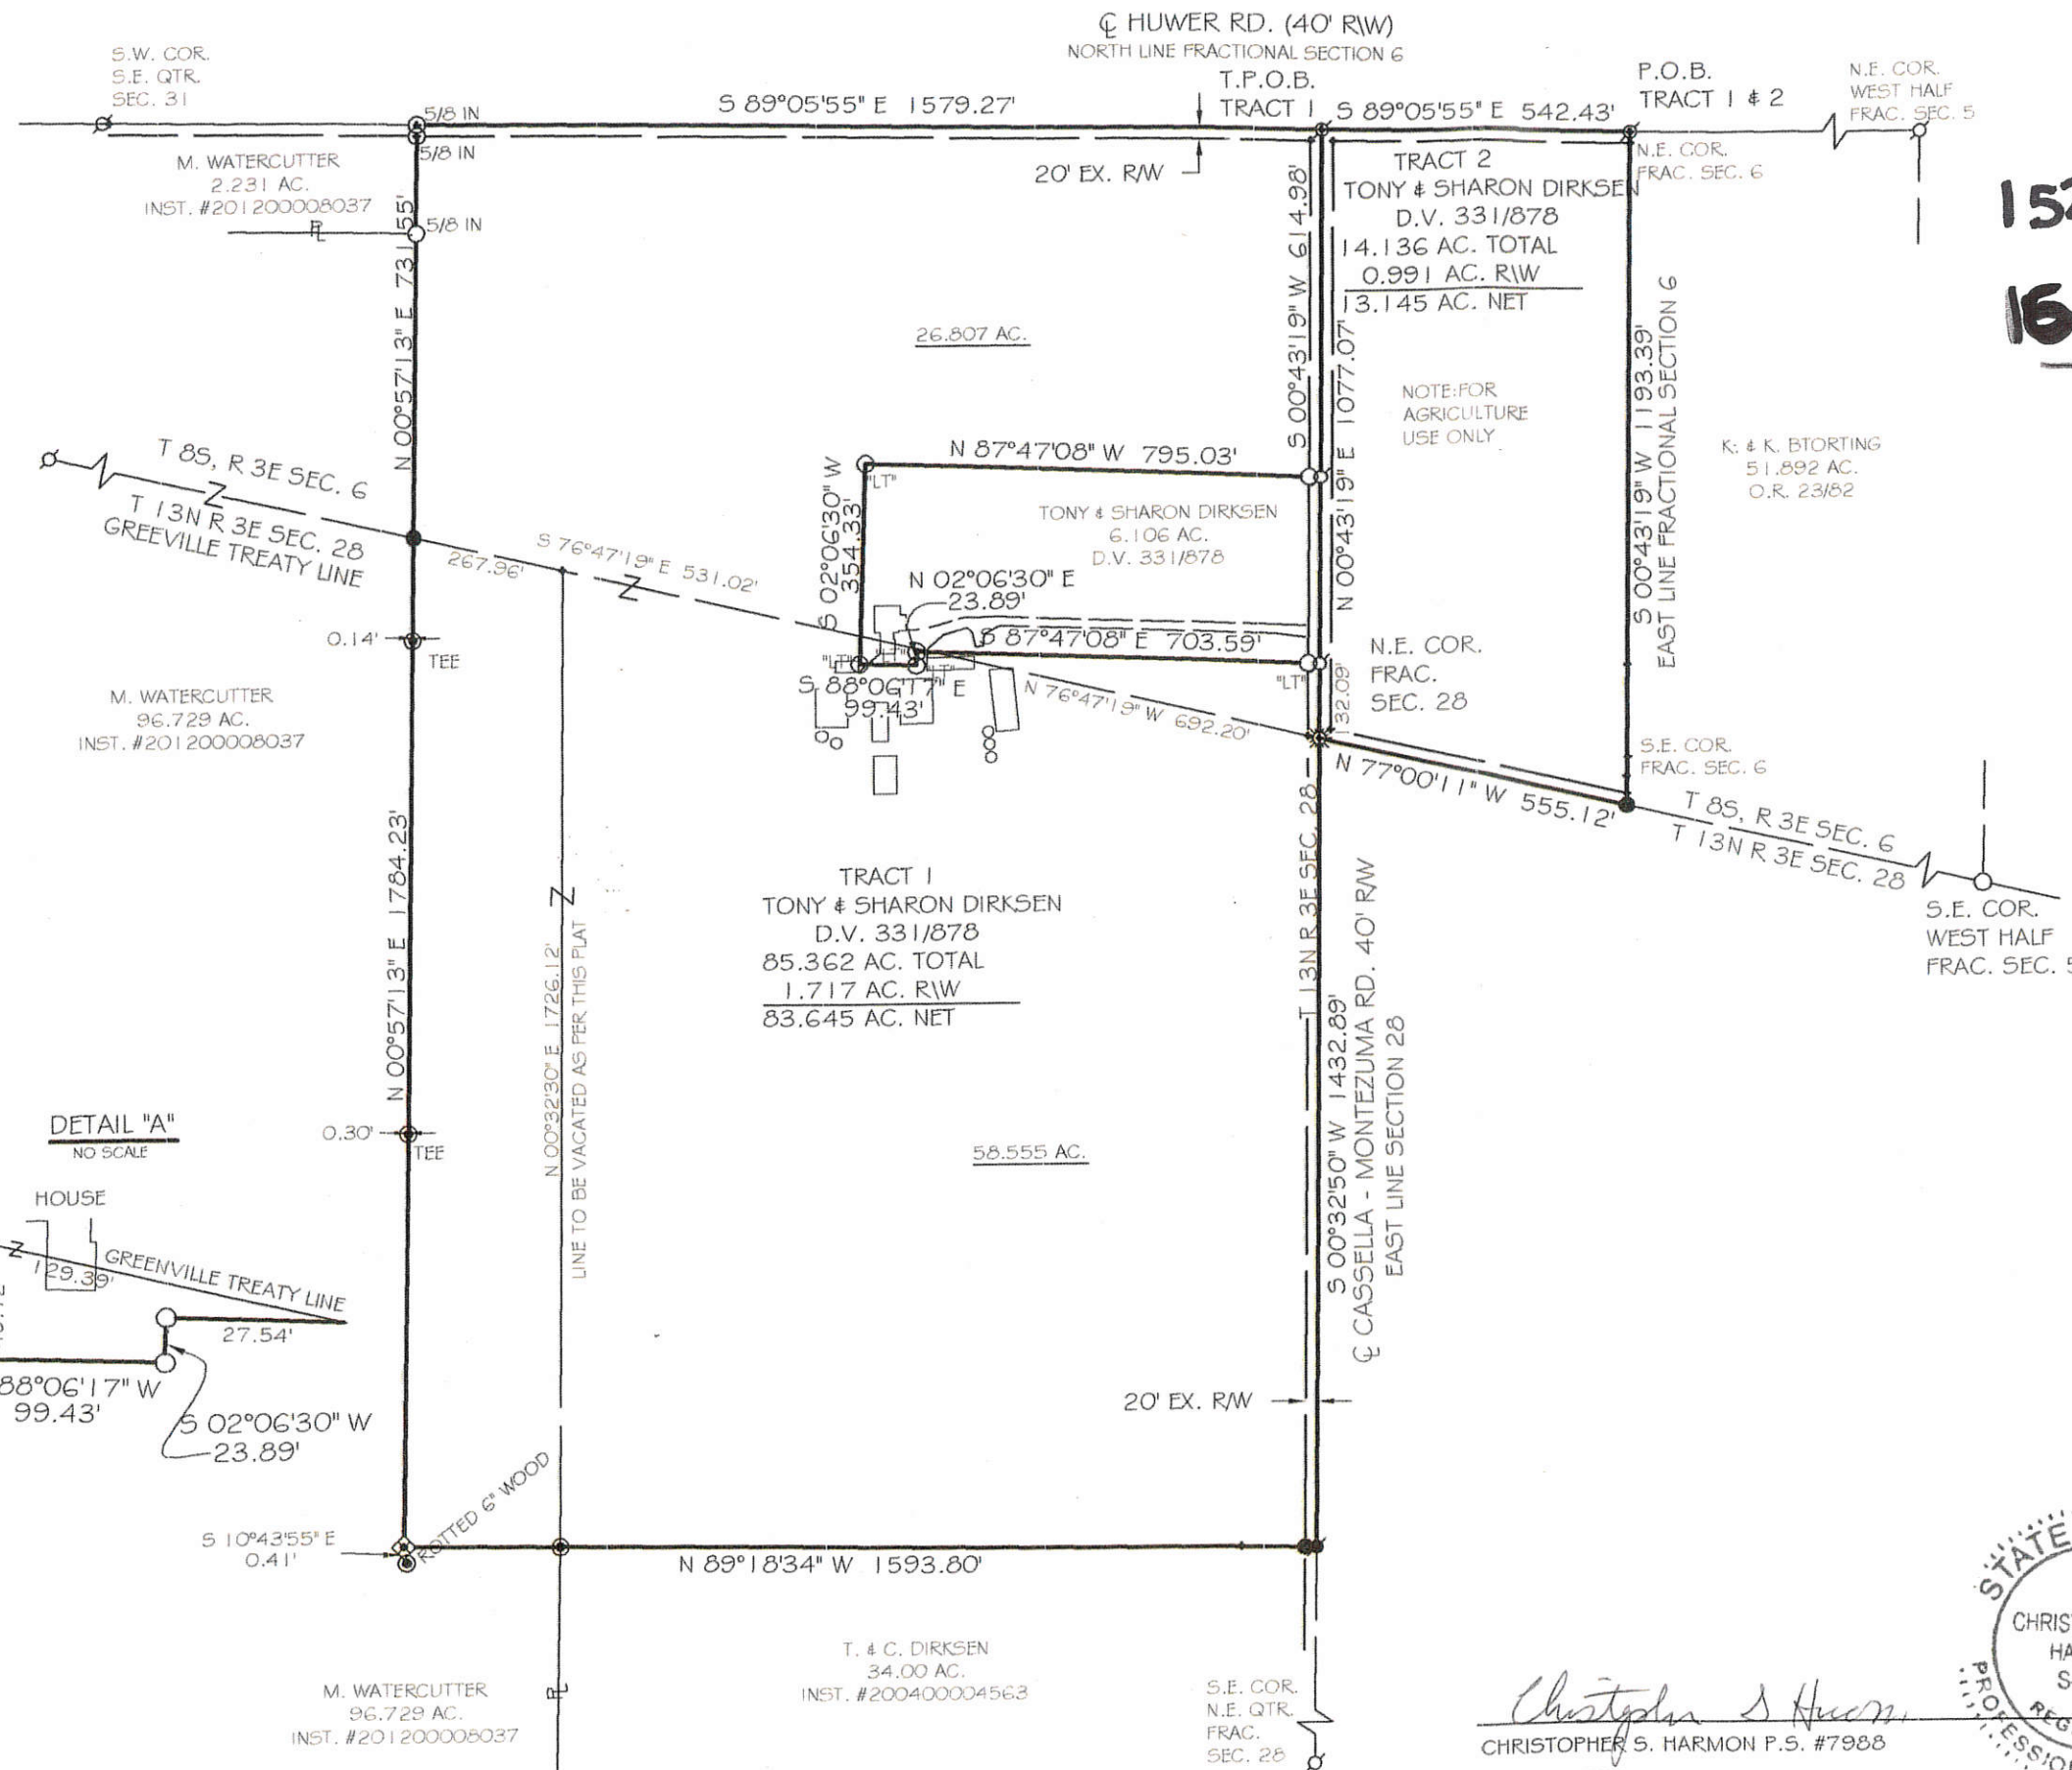 ℄ HUWER RD. (40' R\W)
NORTH LINE FRACTIONAL SECTION 6
S.W. COR.
S.E. QTR.
SEC. 31
5/8 IN
5/8 IN
S 89°05'55" E 1579.27'
T.P.O.B.
TRACT 1
S 89°05'55" E 542.43'
P.O.B.
TRACT 1 & 2
N.E. COR.
WEST HALF
FRAC. SEC. 5
M. WATERCUTTER
2.231 AC.
INST. #201200008037
℄
5/8 IN
20' EX. R/W
TRACT 2
TONY & SHARON DIRKSEN
D.V. 331/878
14.136 AC. TOTAL
0.991 AC. R\W
13.145 AC. NET
N.E. COR.
FRAC. SEC. 6
N 00°57'13" E 731.55'
26.807 AC.
S 00°43'19" W 614.98'
N 00°43'19" E 1077.07'
NOTE:FOR
AGRICULTURE
USE ONLY
S 00°43'19" W 1193.39'
EAST LINE FRACTIONAL SECTION 6
K. & K. BTORTING
51.892 AC.
O.R. 23/82
T 8S, R 3E SEC. 6
T 13N R 3E SEC. 28
GREEVILLE TREATY LINE
267.96'
S 76°47'19" E 531.02'
N 87°47'08" W 795.03'
"LT"
S 02°06'30" W
354.33'
TONY & SHARON DIRKSEN
6.106 AC.
D.V. 331/878
N 02°06'30" E
23.89'
S 87°47'08" E 703.59'
"LT"
"LT"
"LT"
"LT"
S 88°06'17" E
99.43'
N 76°47'19" W 692.20'
132.09'
N.E. COR.
FRAC.
SEC. 28
0.14'
TEE
M. WATERCUTTER
96.729 AC.
INST. #201200008037
S.E. COR.
FRAC. SEC. 6
N 77°00'11" W 555.12'
T 8S, R 3E SEC. 6
T 13N R 3E SEC. 28
S.E. COR.
WEST HALF
FRAC. SEC. 5
N 00°57'13" E 1784.23'
N 00°32'30" E 1726.12'
LINE TO BE VACATED AS PER THIS PLAT
TRACT 1
TONY & SHARON DIRKSEN
D.V. 331/878
85.362 AC. TOTAL
1.717 AC. R\W
83.645 AC. NET
T 13N R 3E SEC. 28
S 00°32'50" W 1432.89'
℄ CASSELLA - MONTEZUMA RD. 40' R/W
EAST LINE SECTION 28
DETAIL "A"
NO SCALE
0.30'
TEE
58.555 AC.
HOUSE
129.39'
GREENVILLE TREATY LINE
27.54'
88°06'17" W
99.43'
S 02°06'30" W
23.89'
20' EX. R/W
ROTTED 6" WOOD
S 10°43'55" E
0.41'
N 89°18'34" W 1593.80'
T. & C. DIRKSEN
34.00 AC.
INST. #200400004563
M. WATERCUTTER
96.729 AC.
INST. #201200008037
S.E. COR.
N.E. QTR.
FRAC.
SEC. 28
CHRISTOPHER S. HARMON P.S. #7988
STATE
CHRIS
HA
S
REG
PROFESSION